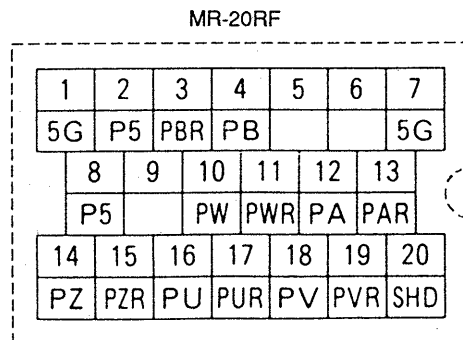 MR-20RF
1 2 3 4 5 6 7
5G P5 PBR PB 5G
8 9 10 11 12 13
P5 PW PWR PA PAR
14 15 16 17 18 19 20
PZ PZR PU PUR PV PVR SHD